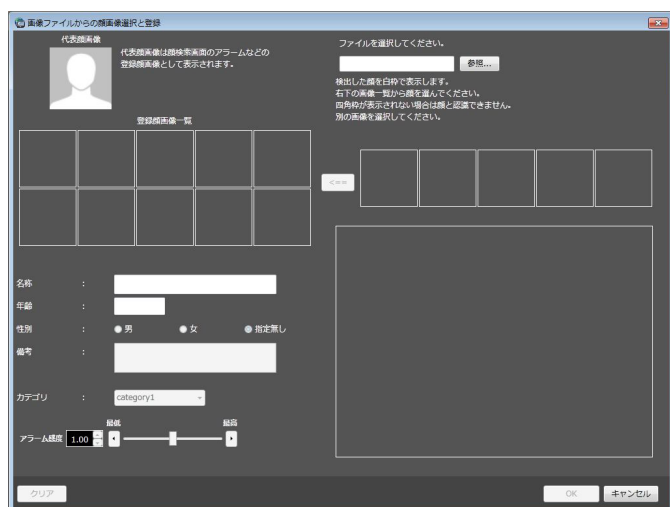 画像ファイルからの顔画像選択と登録
代表顔画像
代表顔画像は顔検索画面のアラームなどの
登録顔画像として表示されます。
登録顔画像一覧
ファイルを選択してください。
参照...
検出した顔を白枠で表示します。
右下の画像一覧から顔を選んでください。
四角枠が表示されない場合は顔と認識できません。
別の画像を選択してください。
<==
名称 :
年齢 :
性別 : 男 女 指定無し
備考 :
カテゴリ : category1
最低 最高
アラーム感度 1.00
クリア
OK キャンセル